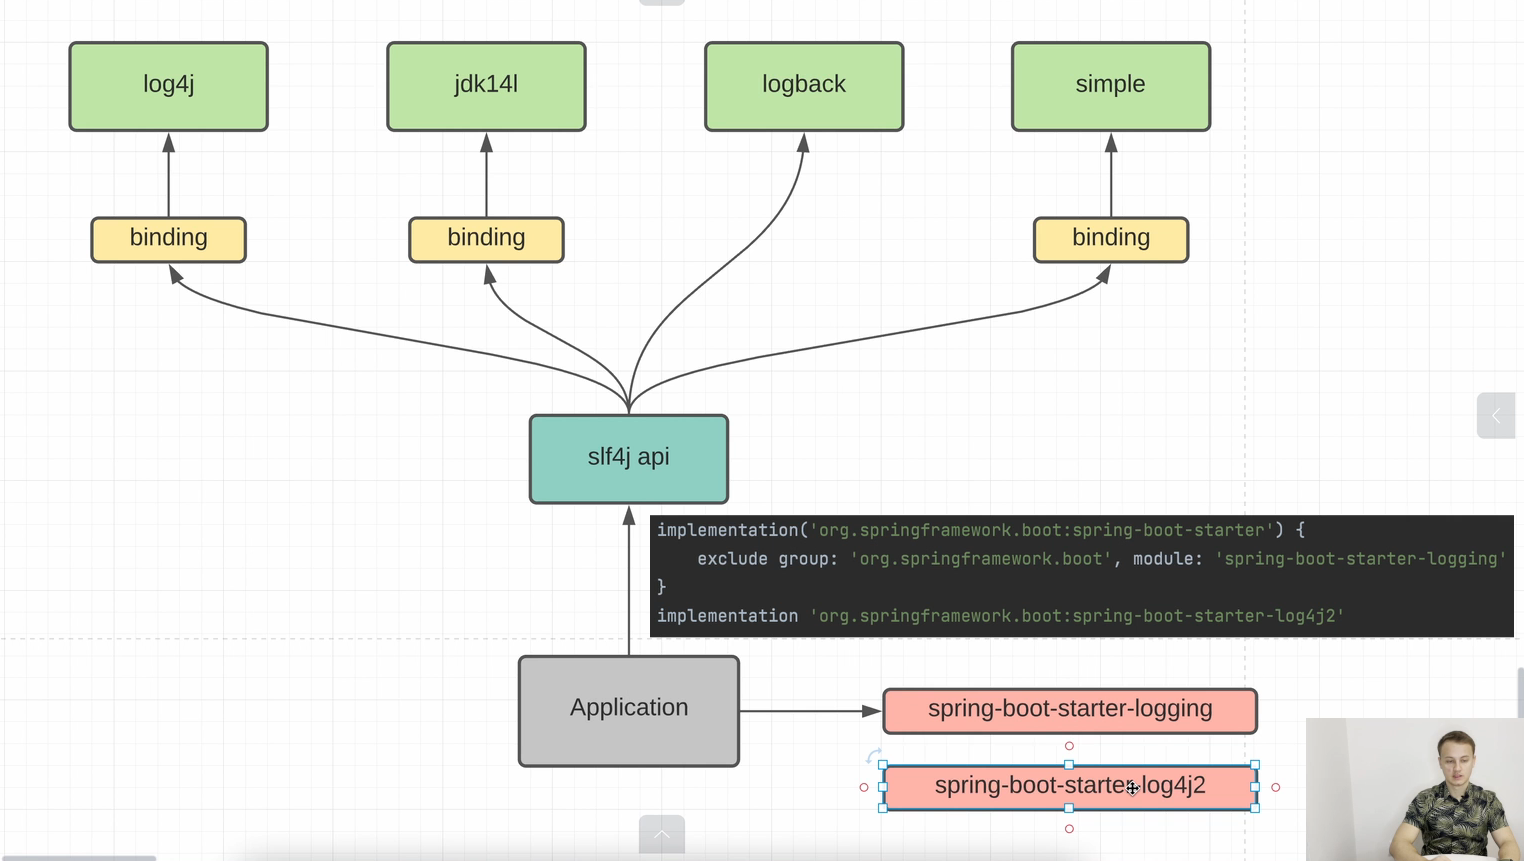 log4j
jdk14l
logback
simple
binding
binding
binding
slf4j api
implementation('org.springframework.boot:spring-boot-starter') {
    exclude group: 'org.springframework.boot', module: 'spring-boot-starter-logging'
}
implementation 'org.springframework.boot:spring-boot-starter-log4j2'
Application
spring-boot-starter-logging
spring-boot-starter-log4j2